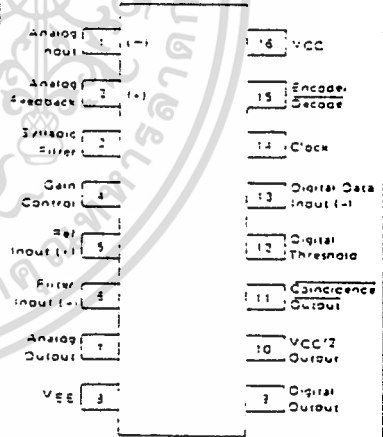 Analog
Input
1
(−)
Analog
Feedback
2
(+)
Syllabic
Filter
3
Gain
Control
4
Ref
Input (+)
5
Filter
Input (−)
6
Analog
Output
7
VEE
8
16
VCC
15
Encode/
Decode
14
Clock
13
Digital Data
Input (−)
12
Digital
Threshold
11
Coincidence
Output
10
VCC/2
Output
9
Digital
Output